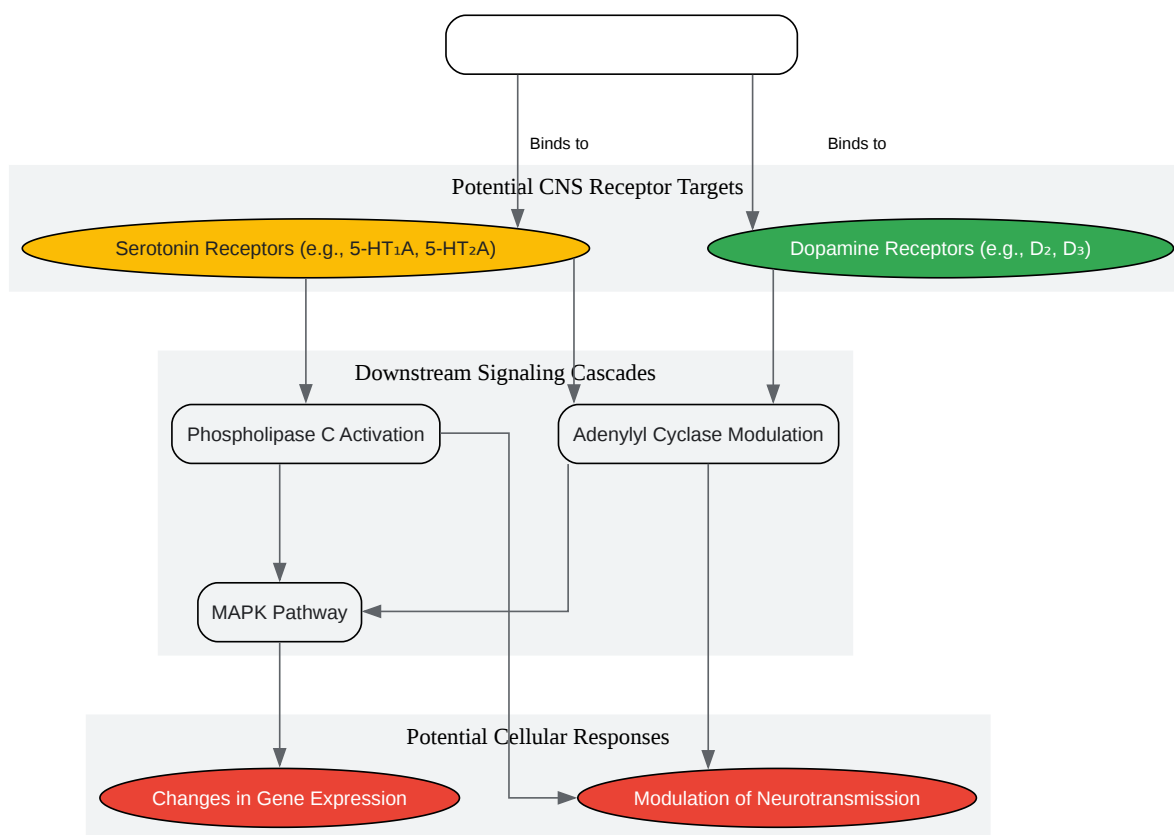 Binds to
Binds to
Potential CNS Receptor Targets
Serotonin Receptors (e.g., 5-HT₁A, 5-HT₂A)
Dopamine Receptors (e.g., D₂, D₃)
Downstream Signaling Cascades
Phospholipase C Activation
Adenylyl Cyclase Modulation
MAPK Pathway
Potential Cellular Responses
Changes in Gene Expression
Modulation of Neurotransmission